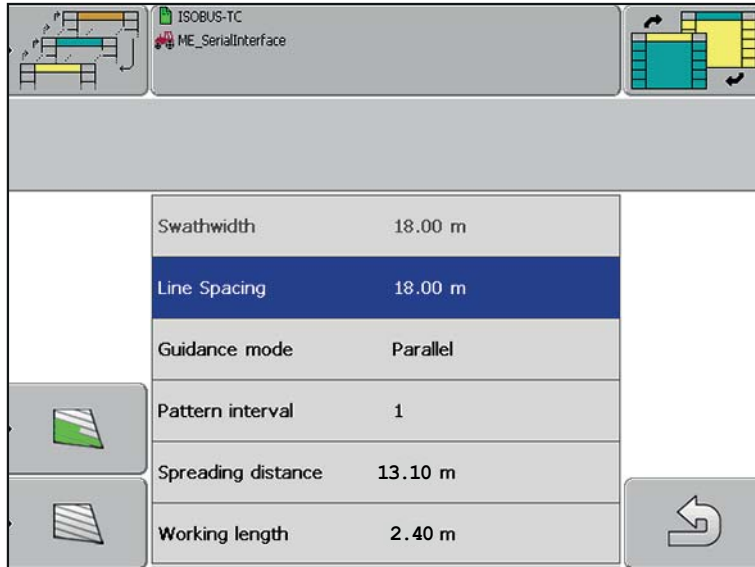 ISOBUS-TC
ME_SerialInterface
Swathwidth 18.00 m
Line Spacing 18.00 m
Guidance mode Parallel
Pattern interval 1
Spreading distance 13.10 m
Working length 2.40 m